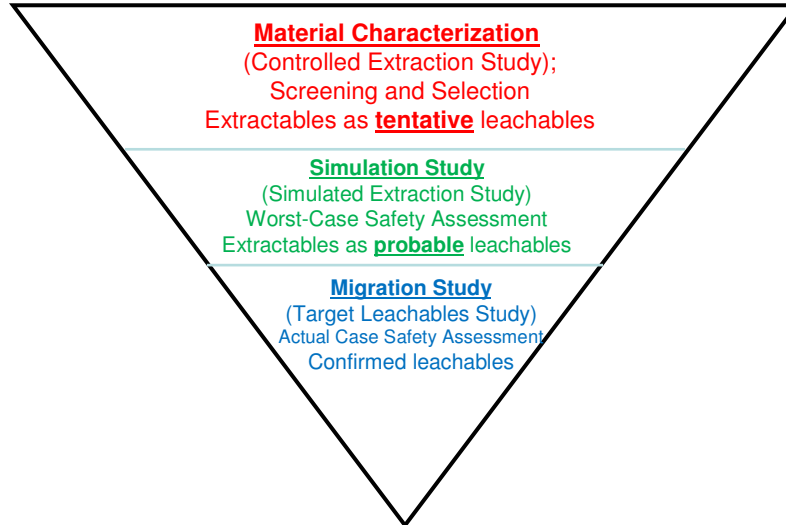 Material Characterization
(Controlled Extraction Study);
Screening and Selection
Extractables as tentative leachables
Simulation Study
(Simulated Extraction Study)
Worst-Case Safety Assessment
Extractables as probable leachables
Migration Study
(Target Leachables Study)
Actual Case Safety Assessment
Confirmed leachables